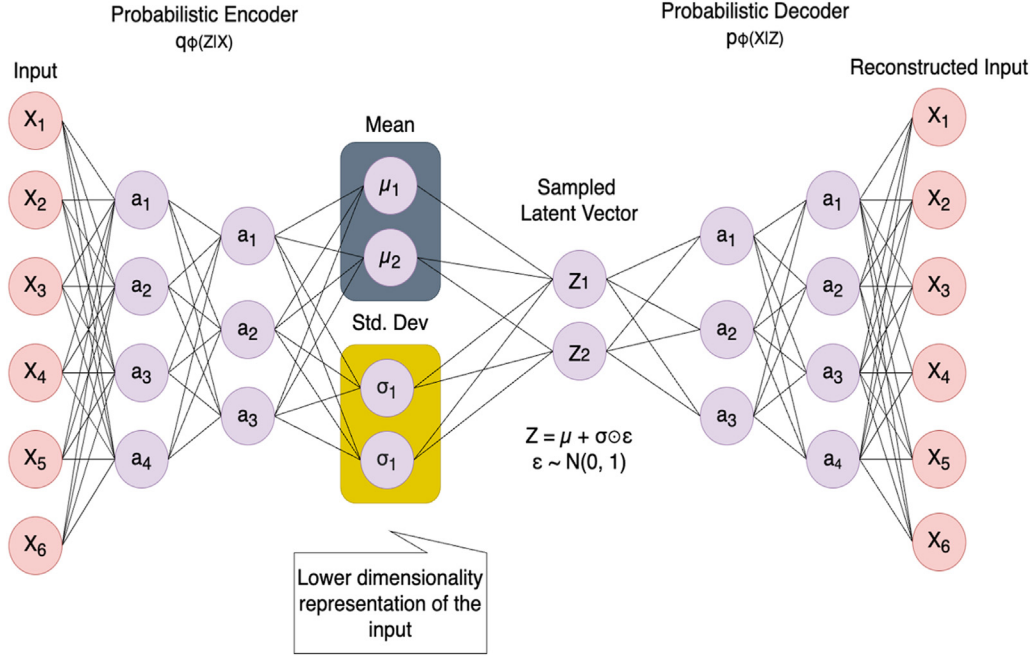 Probabilistic Encoder
qΦ(Z|X)
Probabilistic Decoder
pΦ(X|Z)
Input
Reconstructed Input
X1
X2
X3
X4
X5
X6
a1
a2
a3
a4
a1
a2
a3
Mean
μ1
μ2
Std. Dev
σ1
σ1
Sampled
Latent Vector
Z1
Z2
Z = μ + σ⊙ε
ε ~ N(0, 1)
a1
a2
a3
a1
a2
a3
a4
X1
X2
X3
X4
X5
X6
Lower dimensionality
representation of the
input